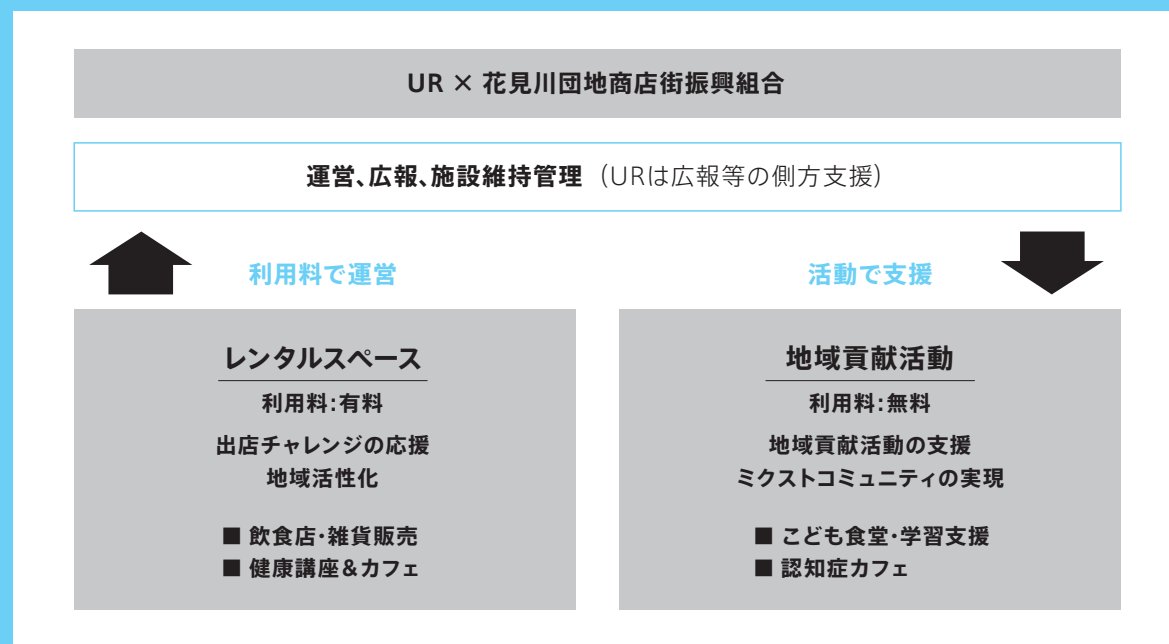 UR × 花見川団地商店街振興組合
運営、広報、施設維持管理（URは広報等の側方支援）
利用料で運営
活動で支援
レンタルスペース
利用料：有料
出店チャレンジの応援
地域活性化
■ 飲食店・雑貨販売
■ 健康講座＆カフェ
地域貢献活動
利用料：無料
地域貢献活動の支援
ミクストコミュニティの実現
■ こども食堂・学習支援
■ 認知症カフェ